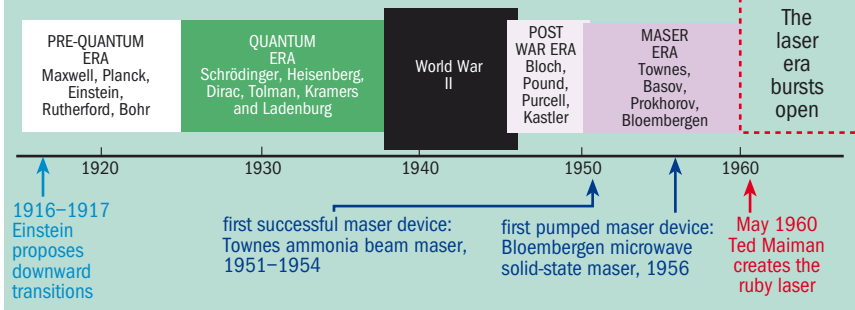 PRE-QUANTUM
ERA
Maxwell, Planck,
Einstein,
Rutherford, Bohr
QUANTUM
ERA
Schrödinger, Heisenberg,
Dirac, Tolman, Kramers
and Ladenburg
World War
II
POST
WAR ERA
Bloch,
Pound,
Purcell,
Kastler
MASER
ERA
Townes,
Basov,
Prokhorov,
Bloembergen
The
laser
era
bursts
open
1920
1930
1940
1950
1960
1916–1917
Einstein
proposes
downward
transitions
first successful maser device:
Townes ammonia beam maser,
1951–1954
first pumped maser device:
Bloembergen microwave
solid-state maser, 1956
May 1960
Ted Maiman
creates the
ruby laser